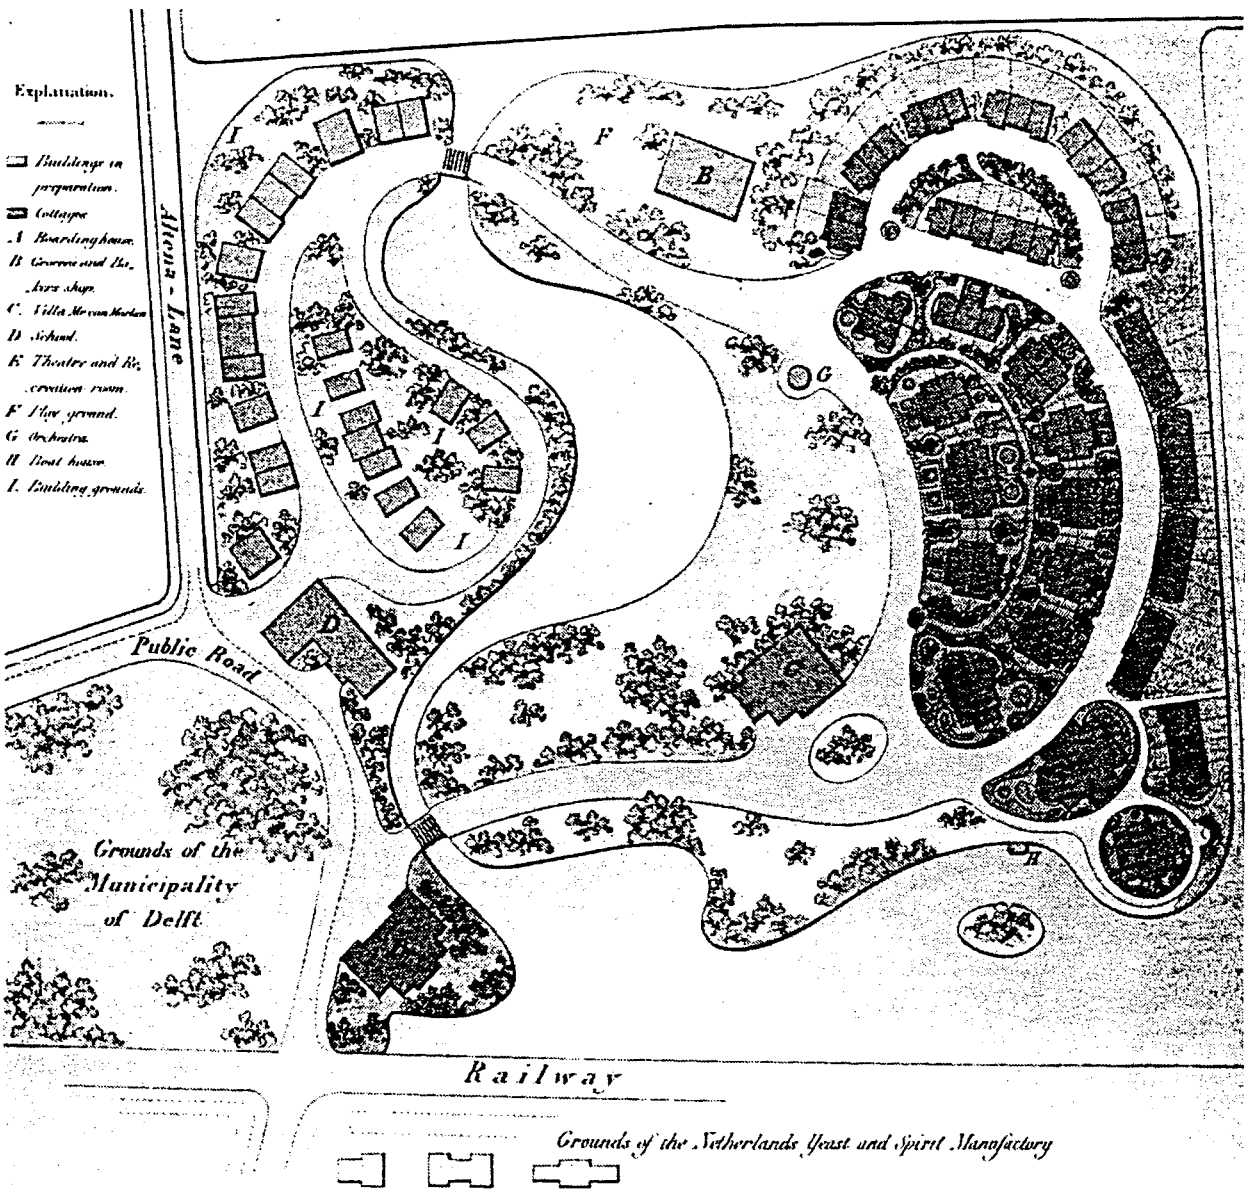 Explanation.
Buildings in
preparation.
Cottages
A Boardinghouse.
B Grocerie and Ba,
kers shop.
C. Villa Mr van Marken
D School.
E Theatre and Re,
creation room.
F Play ground.
G Orchestra.
H Boat house.
I. Building grounds.
Altena-Lane
I
F
B
G
I
I
I
D
C
Public Road
Grounds of the
Municipality
of Delft
H
Railway
Grounds of the Netherlands Yeast and Spirit Manufactory